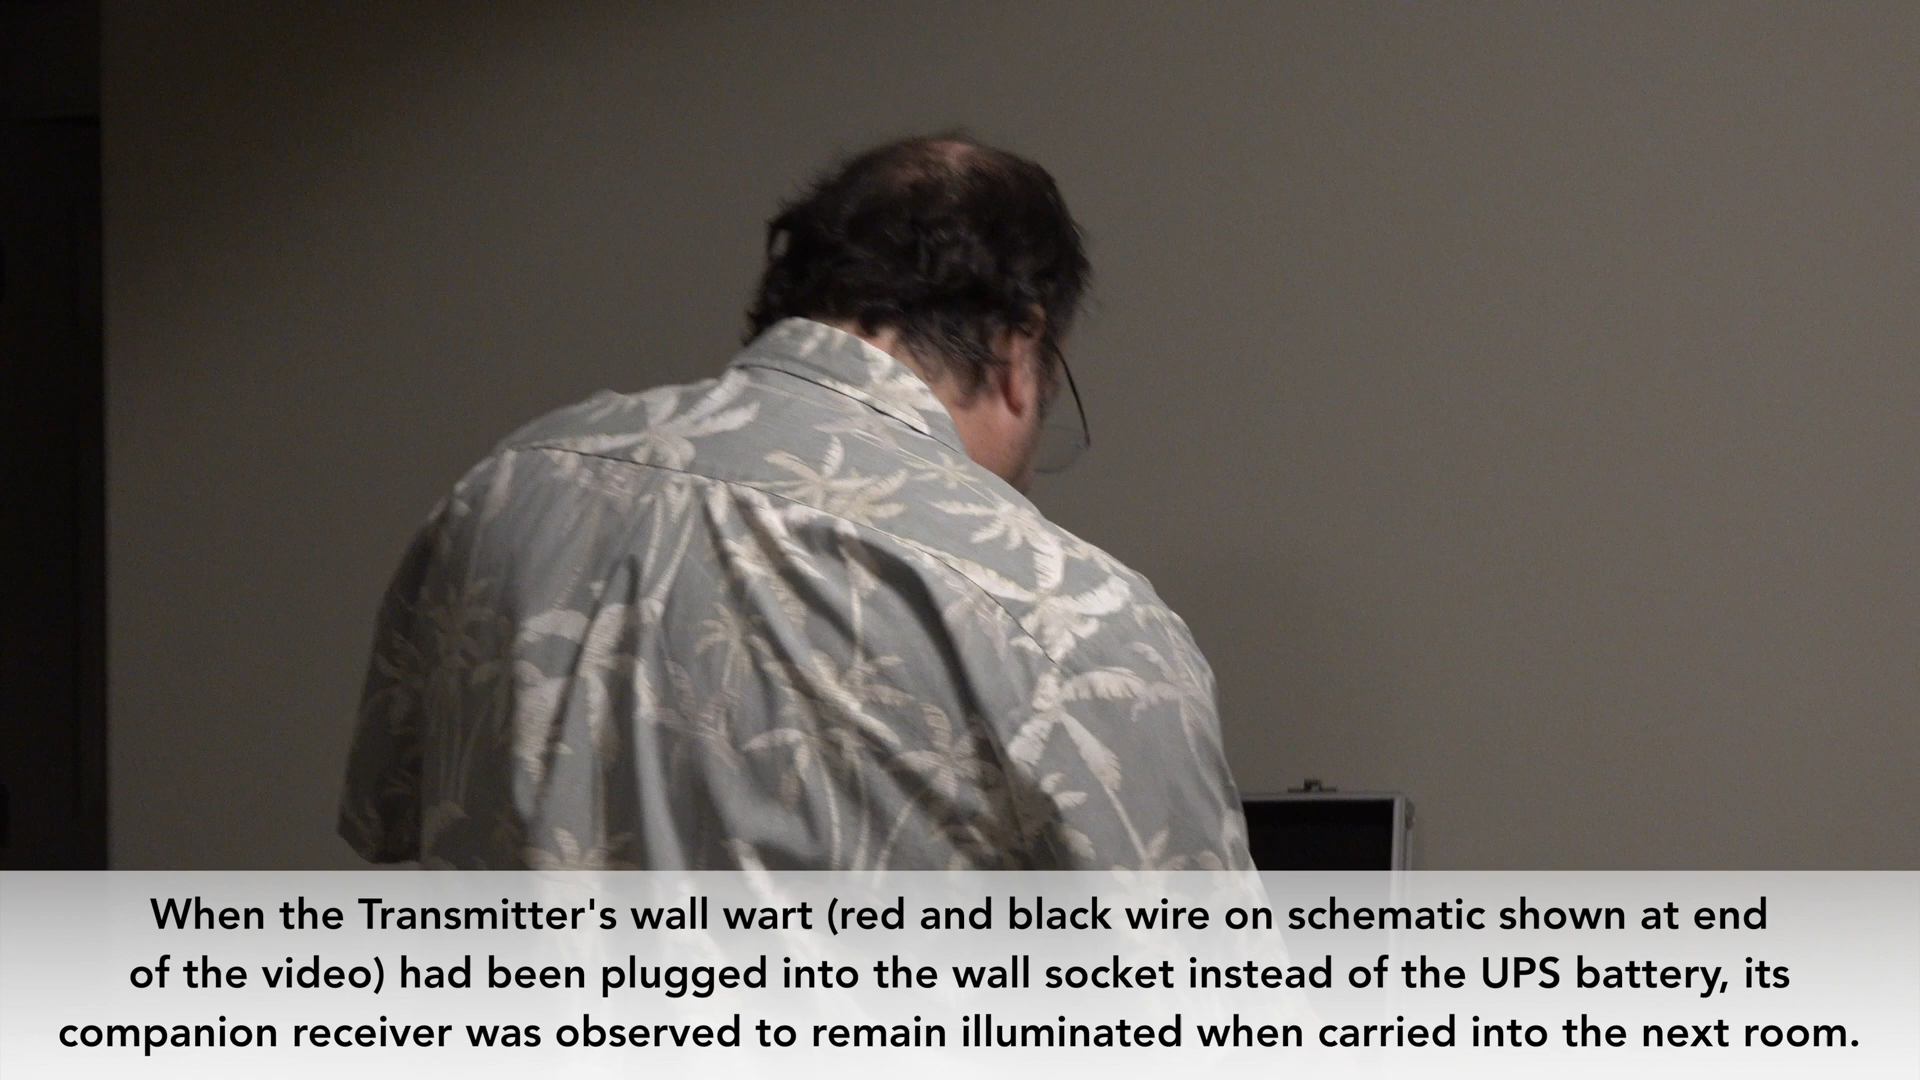 When the Transmitter's wall wart (red and black wire on schematic shown at end
of the video) had been plugged into the wall socket instead of the UPS battery, its
companion receiver was observed to remain illuminated when carried into the next room.